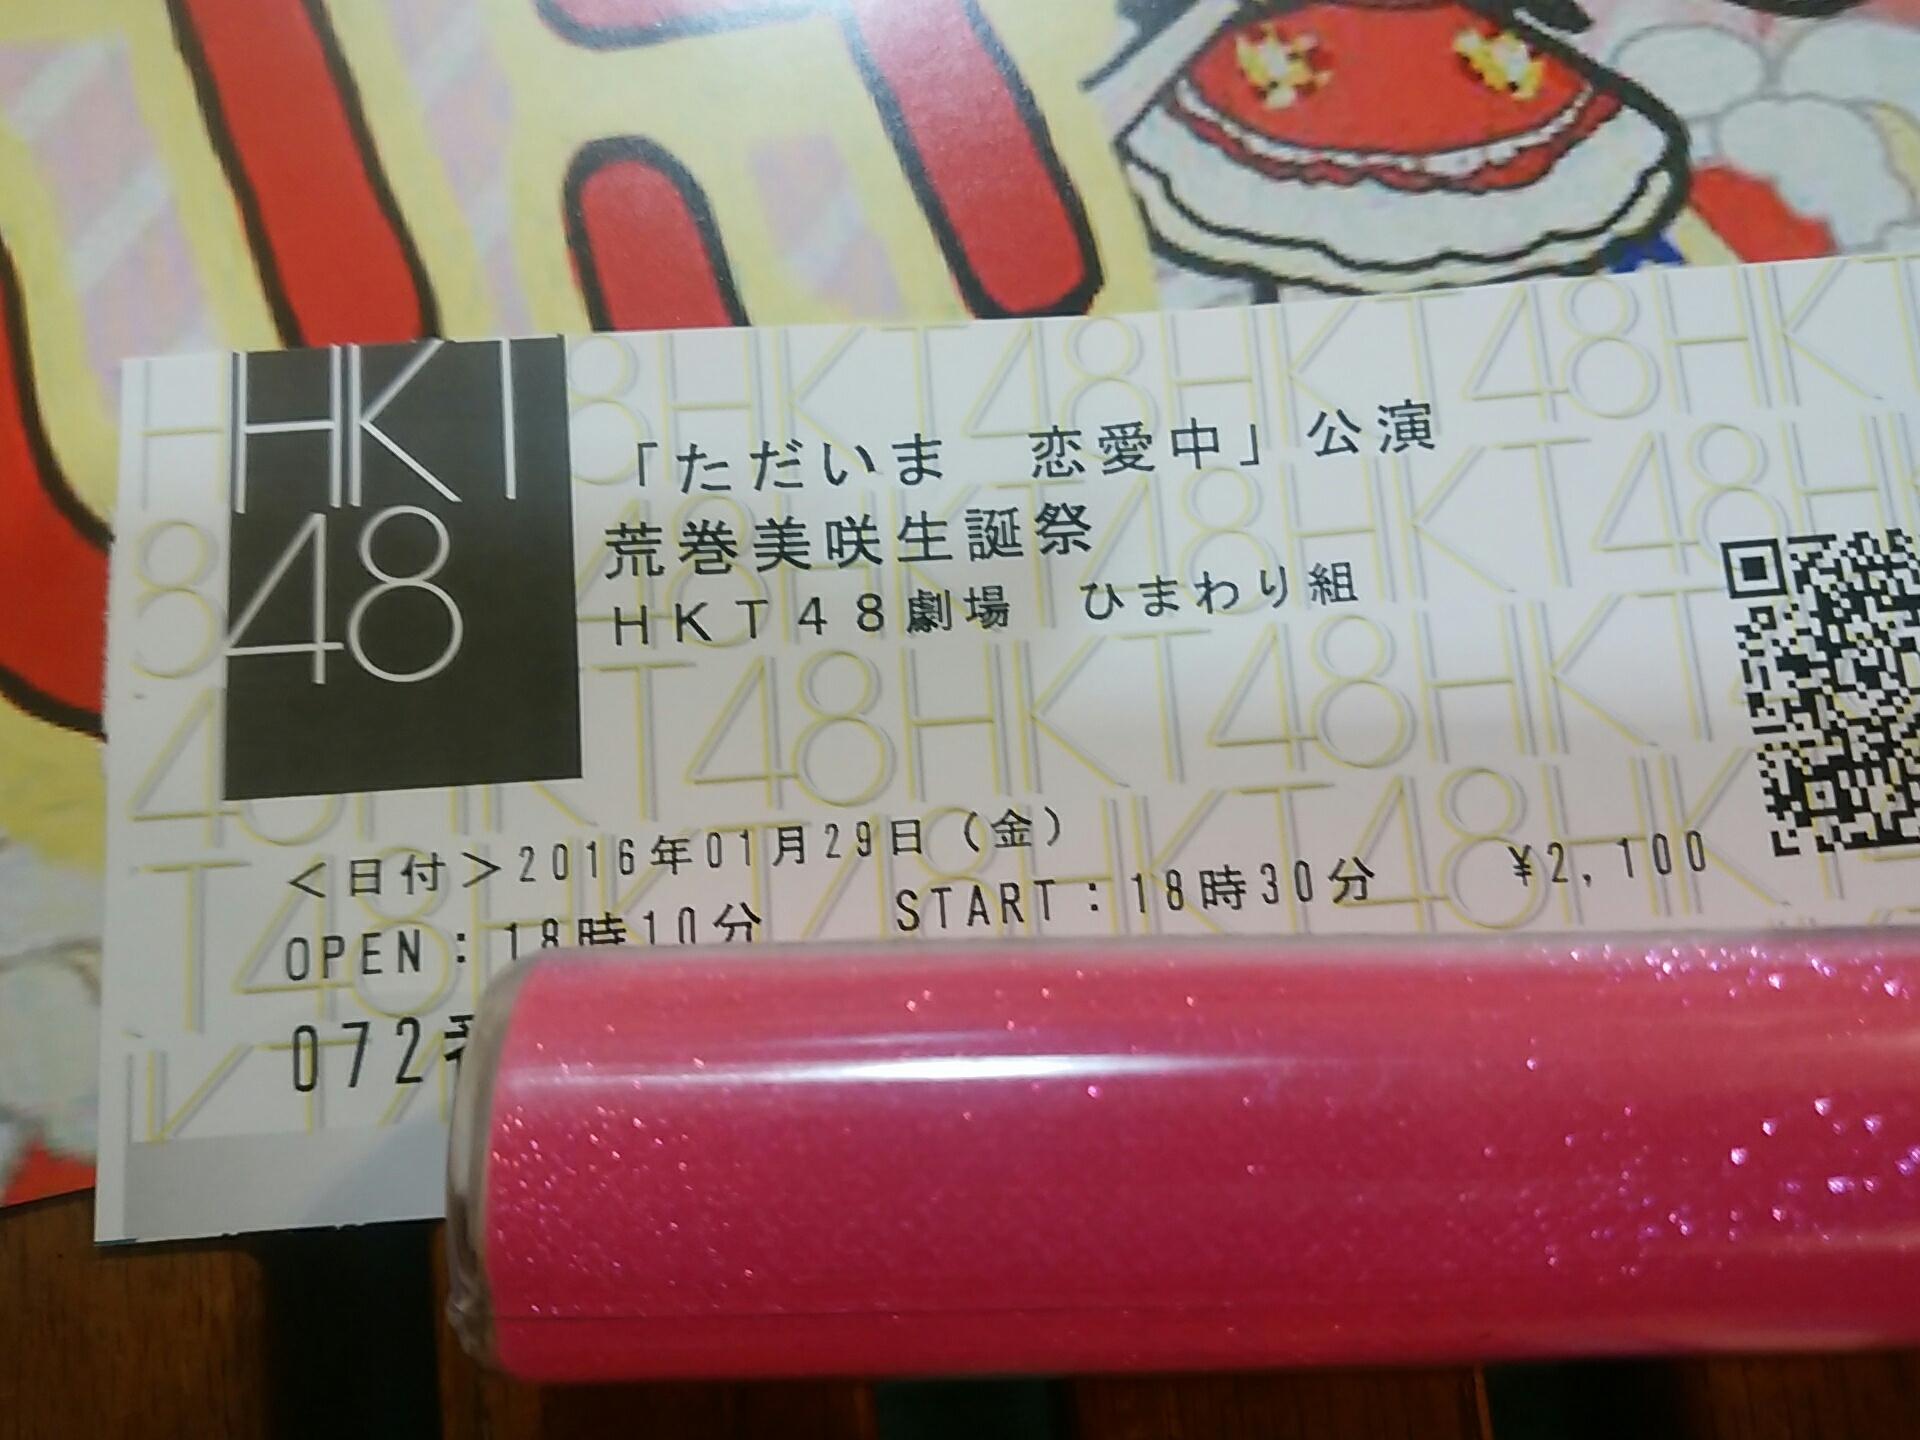 HKT
48
「ただいま　恋愛中」公演
荒巻美咲生誕祭
HKT48劇場　ひまわり組
＜日付＞2016年01月29日（金）
OPEN：18時10分　START：18時30分　¥2,100
072